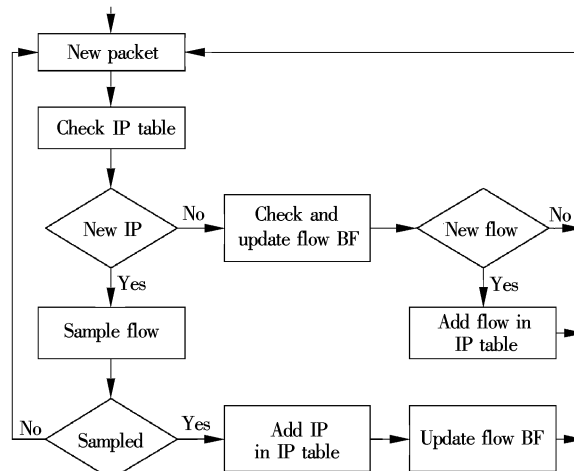 New packet
Check IP table
New IP
No
Check and
update flow BF
New flow
No
Yes
Yes
Sample flow
Add flow in
IP table
No
Sampled
Yes
Add IP
in IP table
Update flow BF